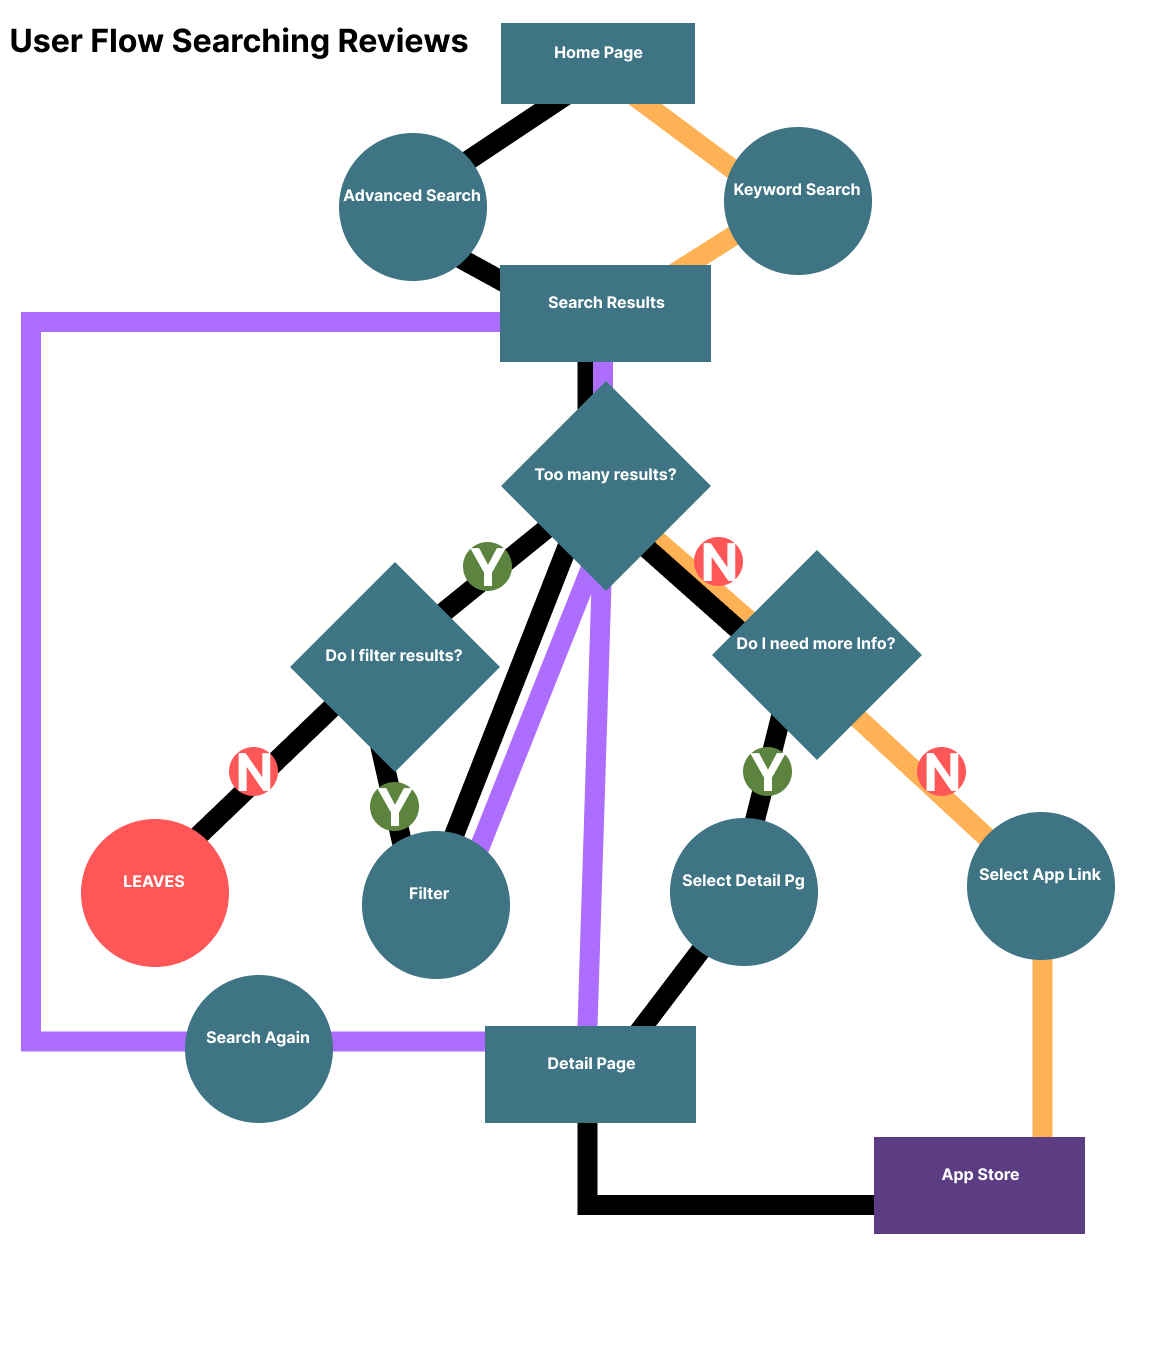 User Flow Searching Reviews
Home Page
Advanced Search
Keyword Search
Search Results
Too many results?
Y
N
Do I filter results?
Do I need more Info?
N
Y
Y
N
LEAVES
Filter
Select Detail Pg
Select App Link
Search Again
Detail Page
App Store